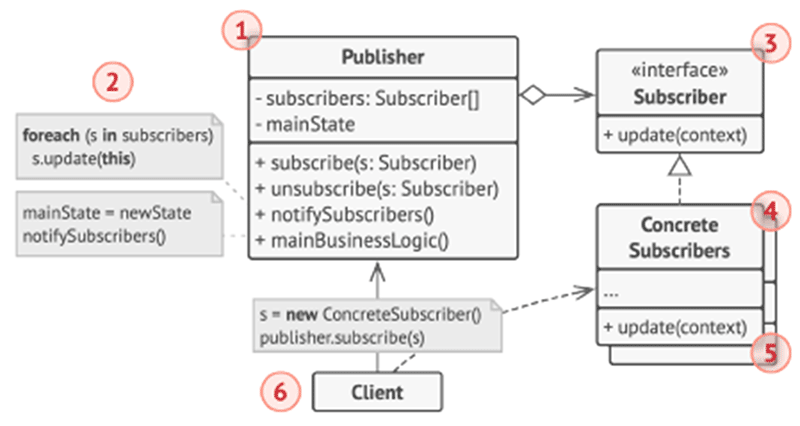 1
Publisher
- subscribers: Subscriber[]
- mainState
+ subscribe(s: Subscriber)
+ unsubscribe(s: Subscriber)
+ notifySubscribers()
+ mainBusinessLogic()
2
foreach (s in subscribers)
s.update(this)
mainState = newState
notifySubscribers()
3
«interface»
Subscriber
+ update(context)
4
Concrete
Subscribers
...
+ update(context)
5
s = new ConcreteSubscriber()
publisher.subscribe(s)
6
Client